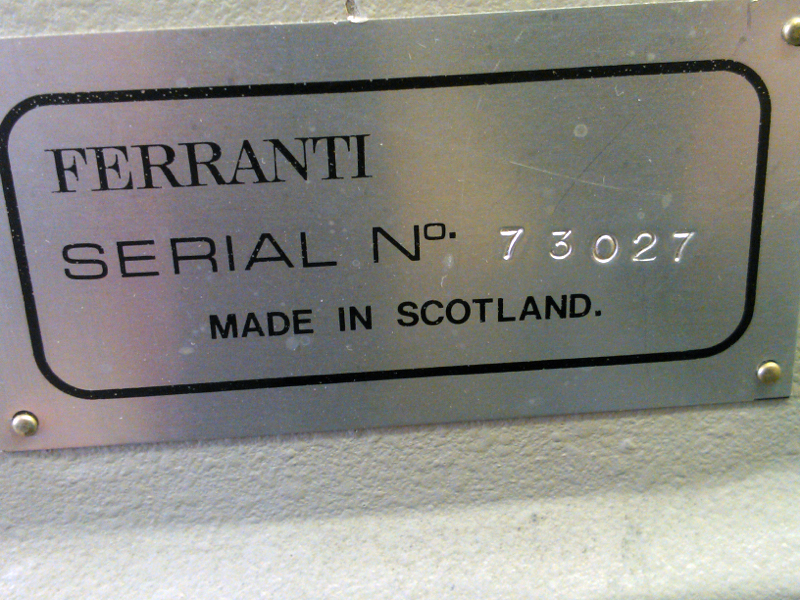 FERRANTI
SERIAL No. 73027
MADE IN SCOTLAND.